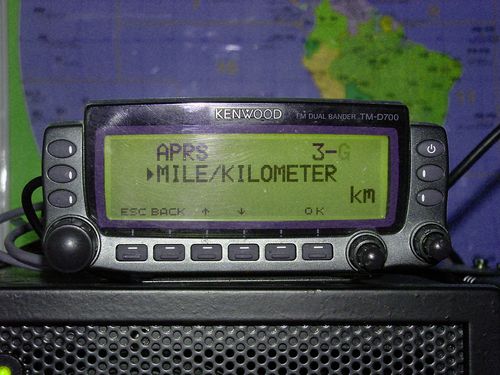 KENWOOD FM DUAL BANDER TM-D700
APRS 3-G
▸MILE/KILOMETER
km
ESC BACK ↑ ↓ OK